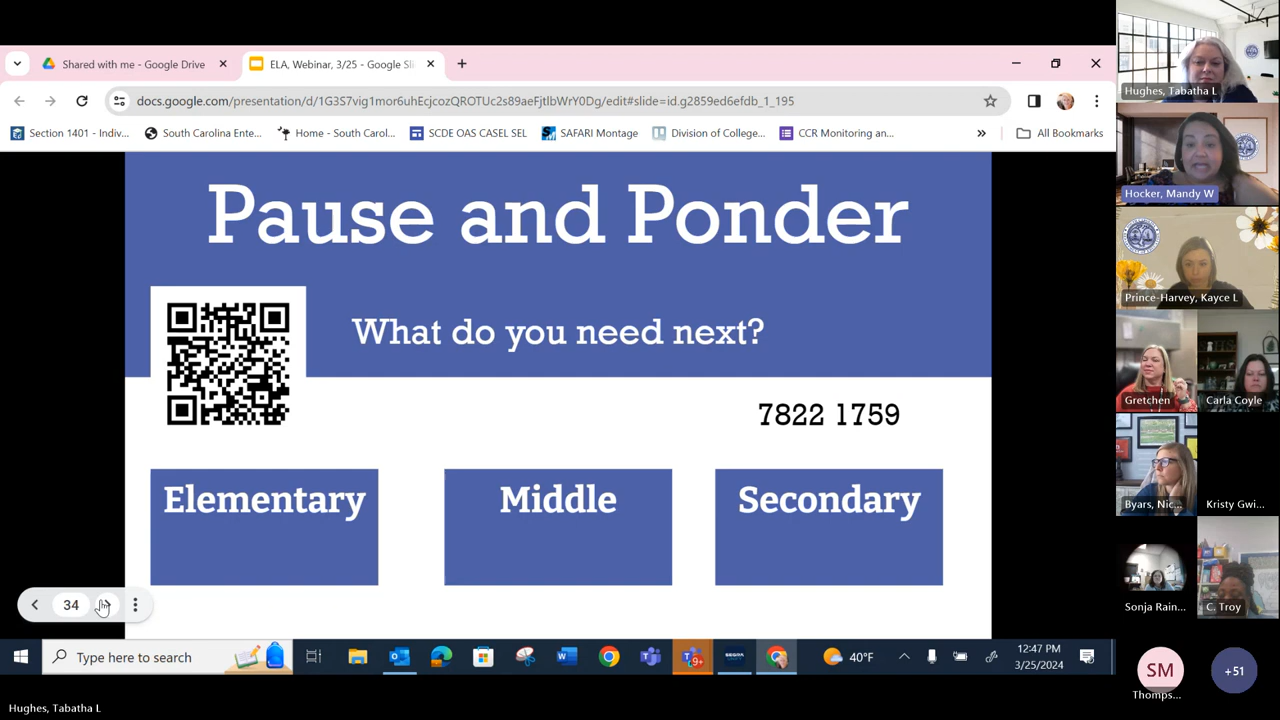 Shared with me - Google Drive
ELA, Webinar, 3/25 - Google Sli
docs.google.com/presentation/d/1G3S7vig1mor6uhEcjcozQROTUc2s89aeFjtIbWrY0Dg/edit#slide=id.g2859ed6efdb_1_195
Section 1401 - Indiv...
South Carolina Ente...
Home - South Carol...
SCDE OAS CASEL SEL
SAFARI Montage
Division of College...
CCR Monitoring an...
All Bookmarks
Pause and Ponder
What do you need next?
7822 1759
Elementary
Middle
Secondary
34
Type here to search
9+
40°F
12:47 PM
3/25/2024
Hughes, Tabatha L
Hughes, Tabatha L
Hocker, Mandy W
Prince-Harvey, Kayce L
Gretchen
Carla Coyle
Byars, Nic...
Kristy Gwi...
Sonja Rain...
C. Troy
SM
Thomps...
+51